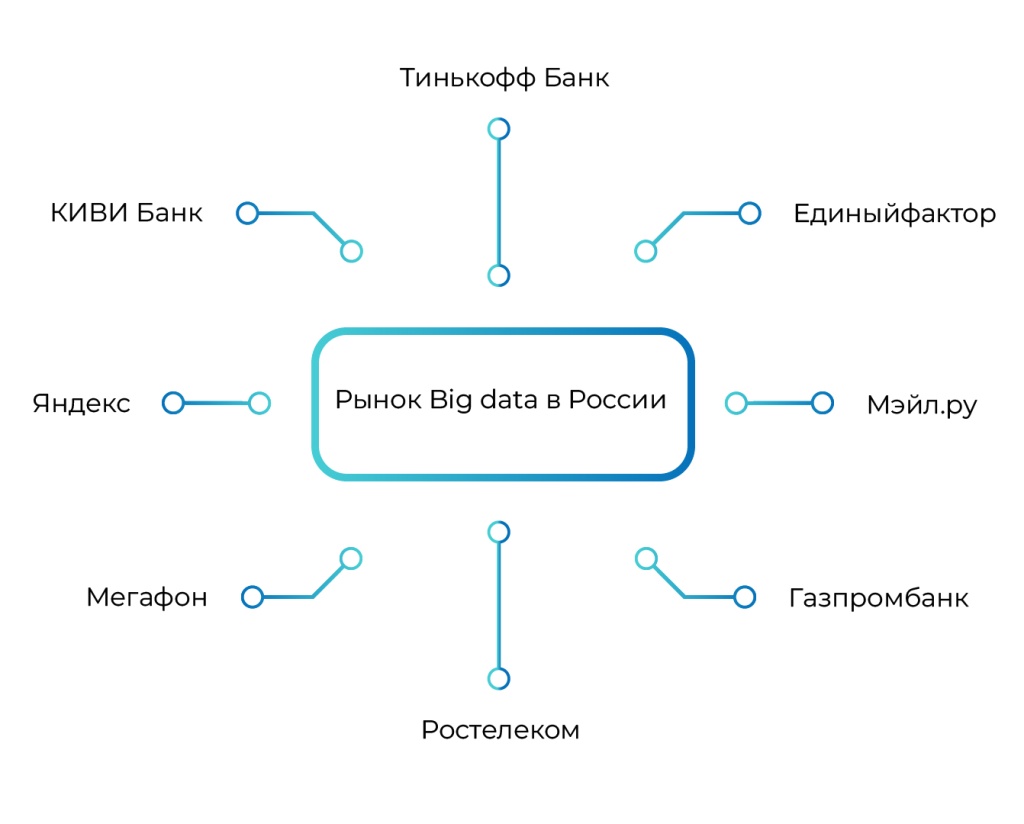 Тинькофф Банк
КИВИ Банк
Единыйфактор
Яндекс
Рынок Big data в России
Мэйл.ру
Мегафон
Газпромбанк
Ростелеком